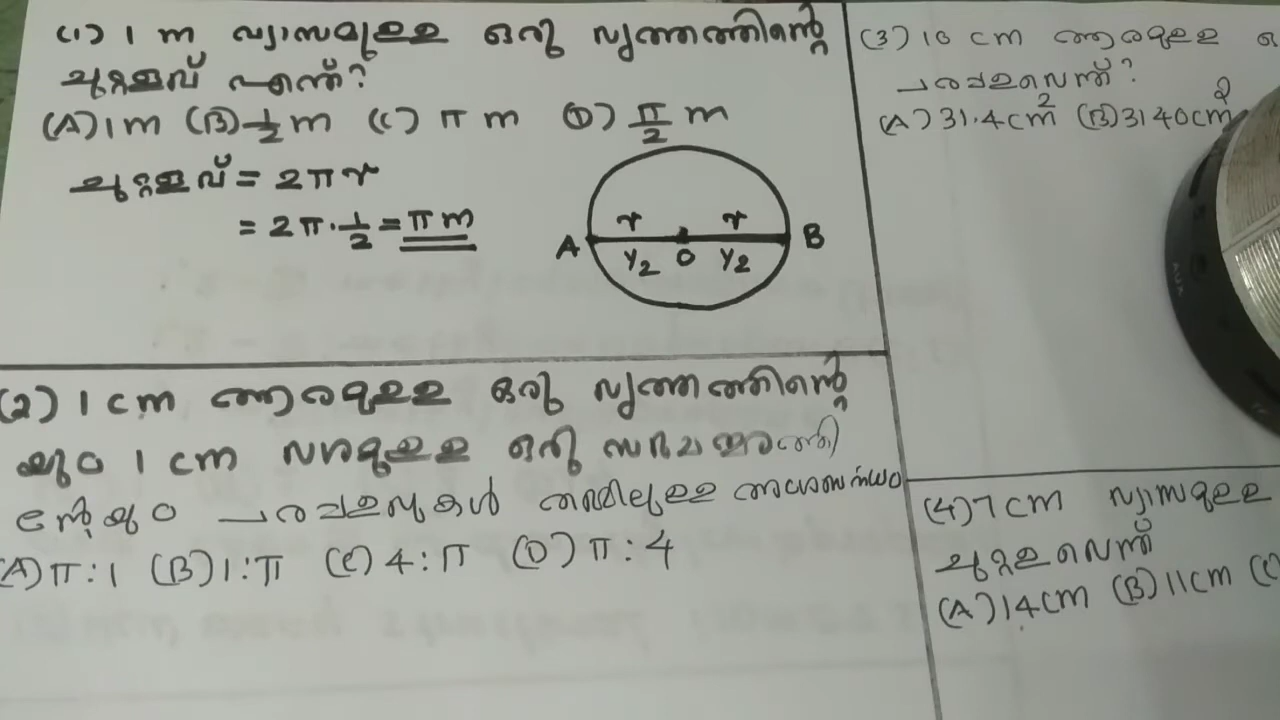 (1) 1 m വ്യാസമുള്ള ഒരു വൃത്തത്തിന്റെ
ചുറ്റളവ് എന്ത്?
(A) 1 m (B) 1/2 m (C) π m (D) π/2 m
ചുറ്റളവ് = 2πr
= 2π · 1/2 = π m
r r
A O B
1/2 1/2
(2) 1 cm ആരമുള്ള ഒരു വൃത്തത്തിന്റെ
യും 1 cm വശമുള്ള ഒരു സമചതുരത്തി
ന്റേയും പരപ്പളവുകൾ തമ്മിലുള്ള അംശബന്ധം
(A) π : 1 (B) 1 : π (C) 4 : π (D) π : 4
(3) 10 cm ആരമുള്ള ഒ
പരപ്പളവെന്ത്?
(A) 31.4 cm² (B) 3140 cm²
(4) 7 cm വ്യാസമുള്ള
ചുറ്റളവെന്ത്
(A) 14 cm (B) 11 cm (C)